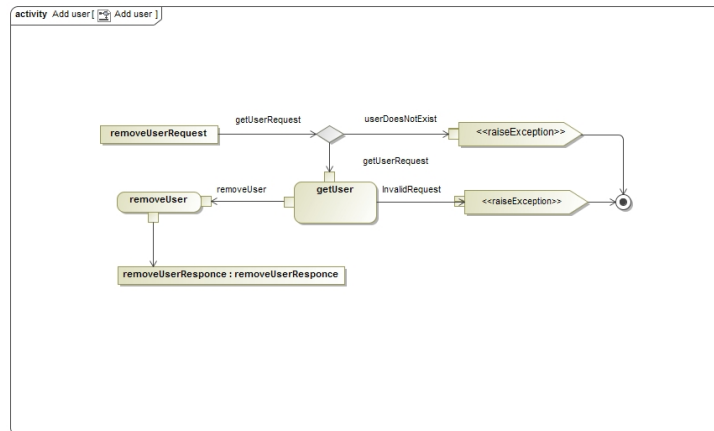 activity Add user [ Add user ]
getUserRequest
userDoesNotExist
removeUserRequest
<<raiseException>>
getUserRequest
removeUser
getUser
InvalidRequest
removeUser
<<raiseException>>
removeUserResponce : removeUserResponce